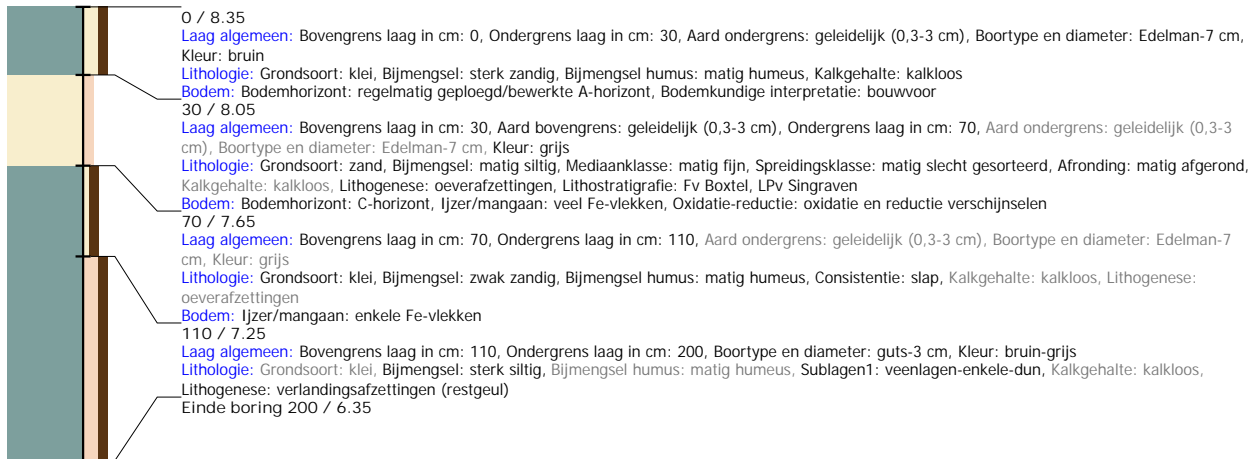 0 / 8.35
Laag algemeen: Bovengrens laag in cm: 0, Ondergrens laag in cm: 30, Aard ondergrens: geleidelijk (0,3-3 cm), Boortype en diameter: Edelman-7 cm,
Kleur: bruin
Lithologie: Grondsoort: klei, Bijmengsel: sterk zandig, Bijmengsel humus: matig humeus, Kalkgehalte: kalkloos
Bodem: Bodemhorizont: regelmatig geploegd/bewerkte A-horizont, Bodemkundige interpretatie: bouwvoor
30 / 8.05
Laag algemeen: Bovengrens laag in cm: 30, Aard bovengrens: geleidelijk (0,3-3 cm), Ondergrens laag in cm: 70, Aard ondergrens: geleidelijk (0,3-3
cm), Boortype en diameter: Edelman-7 cm, Kleur: grijs
Lithologie: Grondsoort: zand, Bijmengsel: matig siltig, Mediaanklasse: matig fijn, Spreidingsklasse: matig slecht gesorteerd, Afronding: matig afgerond,
Kalkgehalte: kalkloos, Lithogenese: oeverafzettingen, Lithostratigrafie: Fv Boxtel, LPv Singraven
Bodem: Bodemhorizont: C-horizont, Ijzer/mangaan: veel Fe-vlekken, Oxidatie-reductie: oxidatie en reductie verschijnselen
70 / 7.65
Laag algemeen: Bovengrens laag in cm: 70, Ondergrens laag in cm: 110, Aard ondergrens: geleidelijk (0,3-3 cm), Boortype en diameter: Edelman-7
cm, Kleur: grijs
Lithologie: Grondsoort: klei, Bijmengsel: zwak zandig, Bijmengsel humus: matig humeus, Consistentie: slap, Kalkgehalte: kalkloos, Lithogenese:
oeverafzettingen
Bodem: Ijzer/mangaan: enkele Fe-vlekken
110 / 7.25
Laag algemeen: Bovengrens laag in cm: 110, Ondergrens laag in cm: 200, Boortype en diameter: guts-3 cm, Kleur: bruin-grijs
Lithologie: Grondsoort: klei, Bijmengsel: sterk siltig, Bijmengsel humus: matig humeus, Sublagen1: veenlagen-enkele-dun, Kalkgehalte: kalkloos,
Lithogenese: verlandingsafzettingen (restgeul)
Einde boring 200 / 6.35